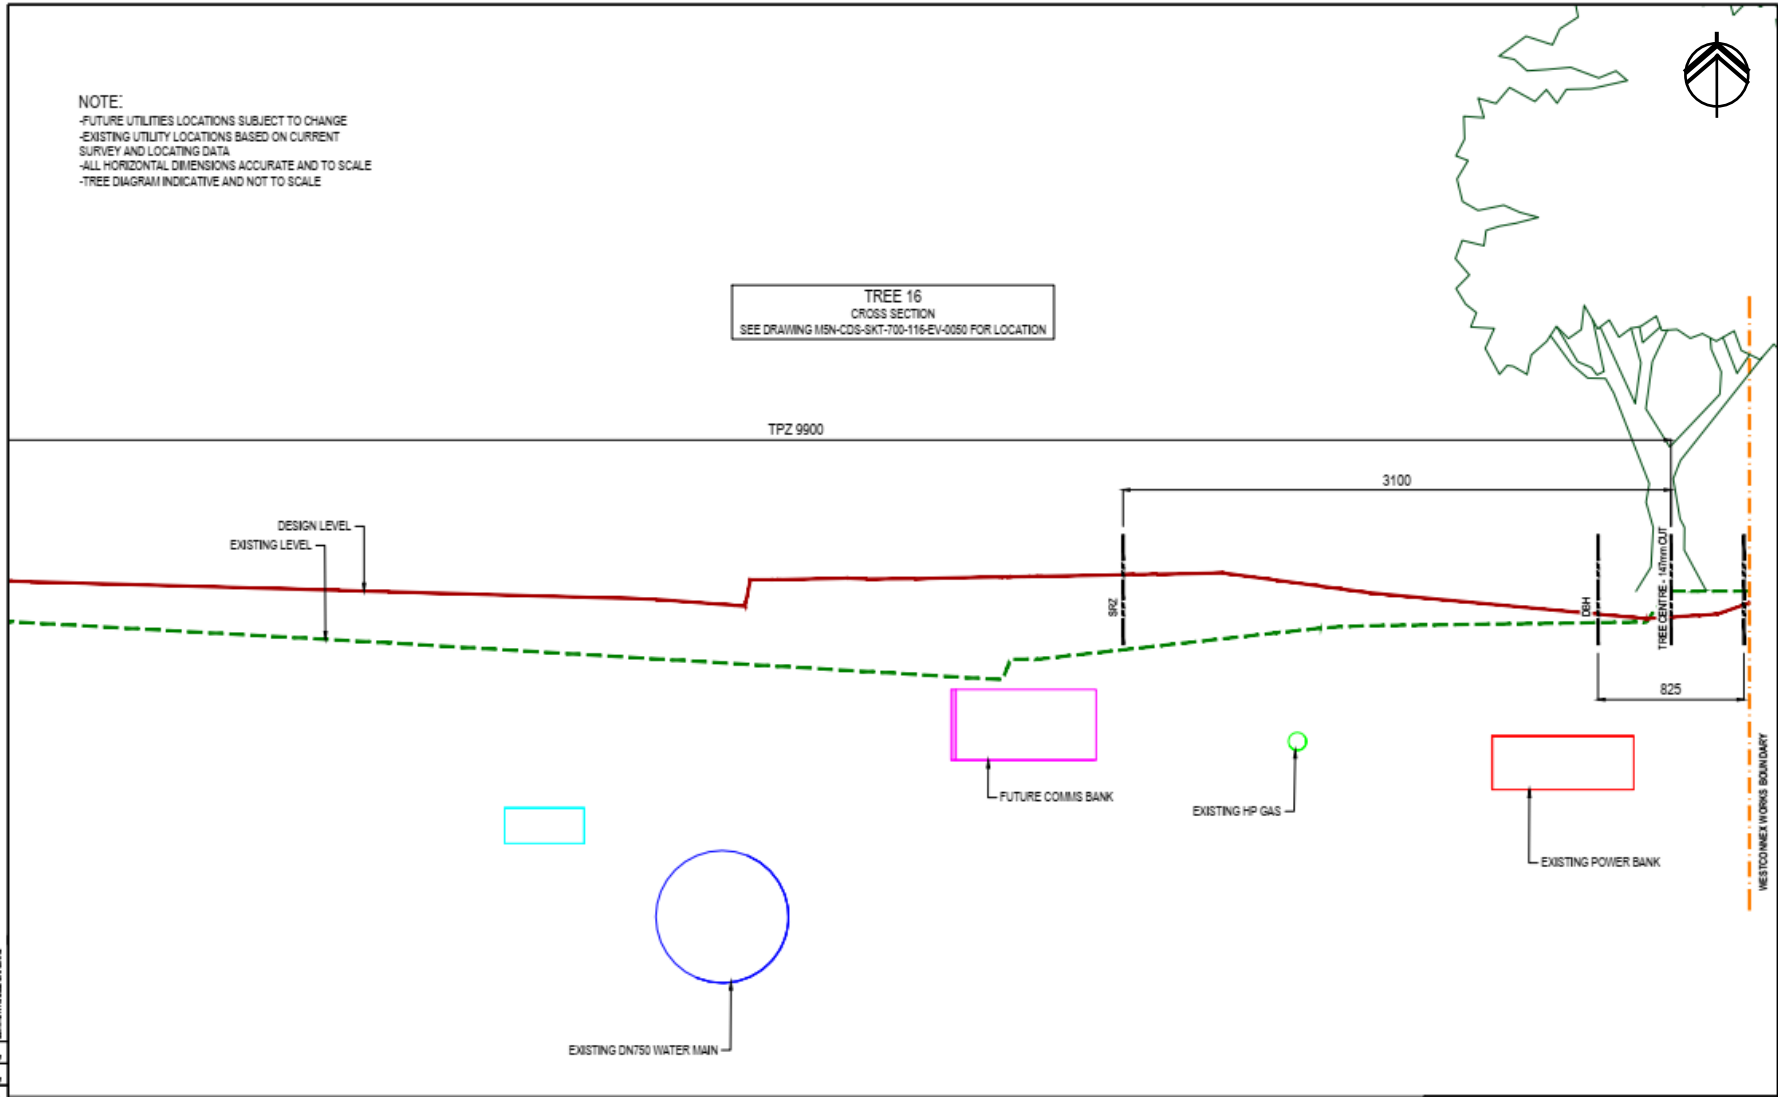 NOTE:
-FUTURE UTILITIES LOCATIONS SUBJECT TO CHANGE
-EXISTING UTILITY LOCATIONS BASED ON CURRENT
SURVEY AND LOCATING DATA
-ALL HORIZONTAL DIMENSIONS ACCURATE AND TO SCALE
-TREE DIAGRAM INDICATIVE AND NOT TO SCALE
TREE 16
CROSS SECTION
SEE DRAWING M5N-CDS-SKT-700-116-EV-0050 FOR LOCATION
TPZ 9900
3100
DESIGN LEVEL
EXISTING LEVEL
SRZ
DBH
TREE CENTRE - 147mm CUT
825
FUTURE COMMS BANK
EXISTING HP GAS
EXISTING POWER BANK
WESTCONNEX WORKS BOUNDARY
EXISTING DN750 WATER MAIN